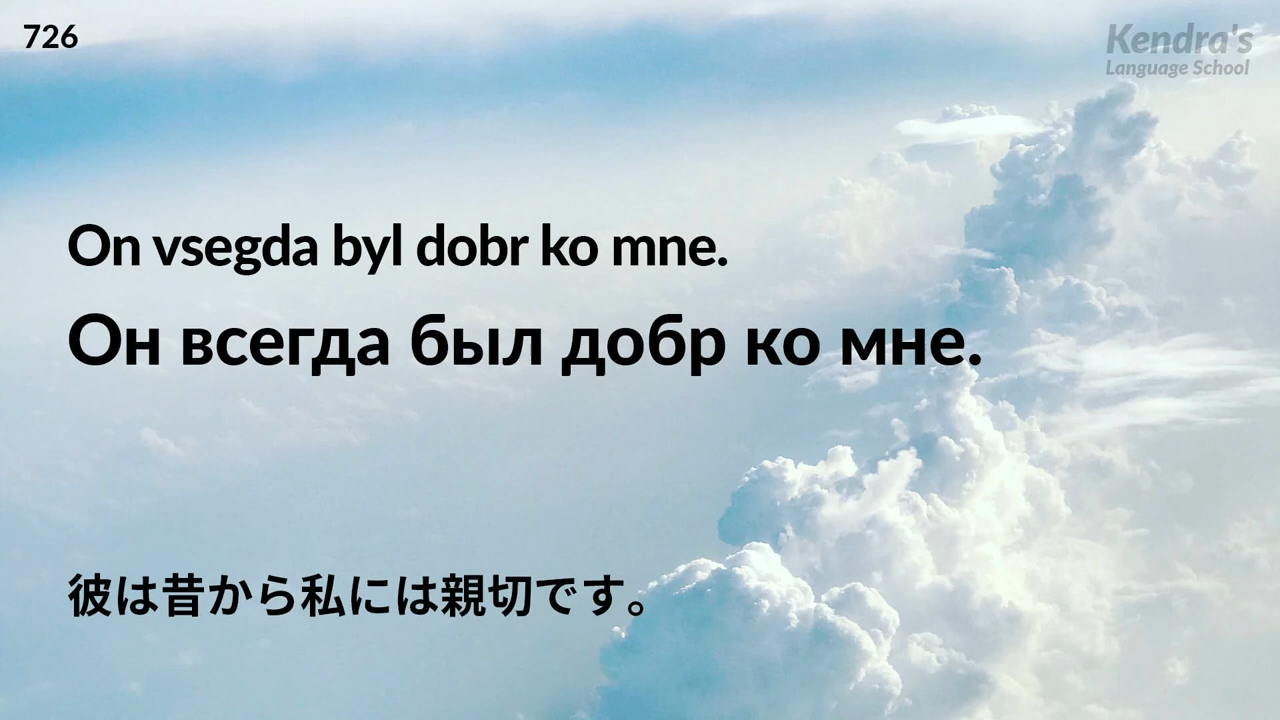 726
Kendra's
Language School
On vsegda byl dobr ko mne.
Он всегда был добр ко мне.
彼は昔から私には親切です。